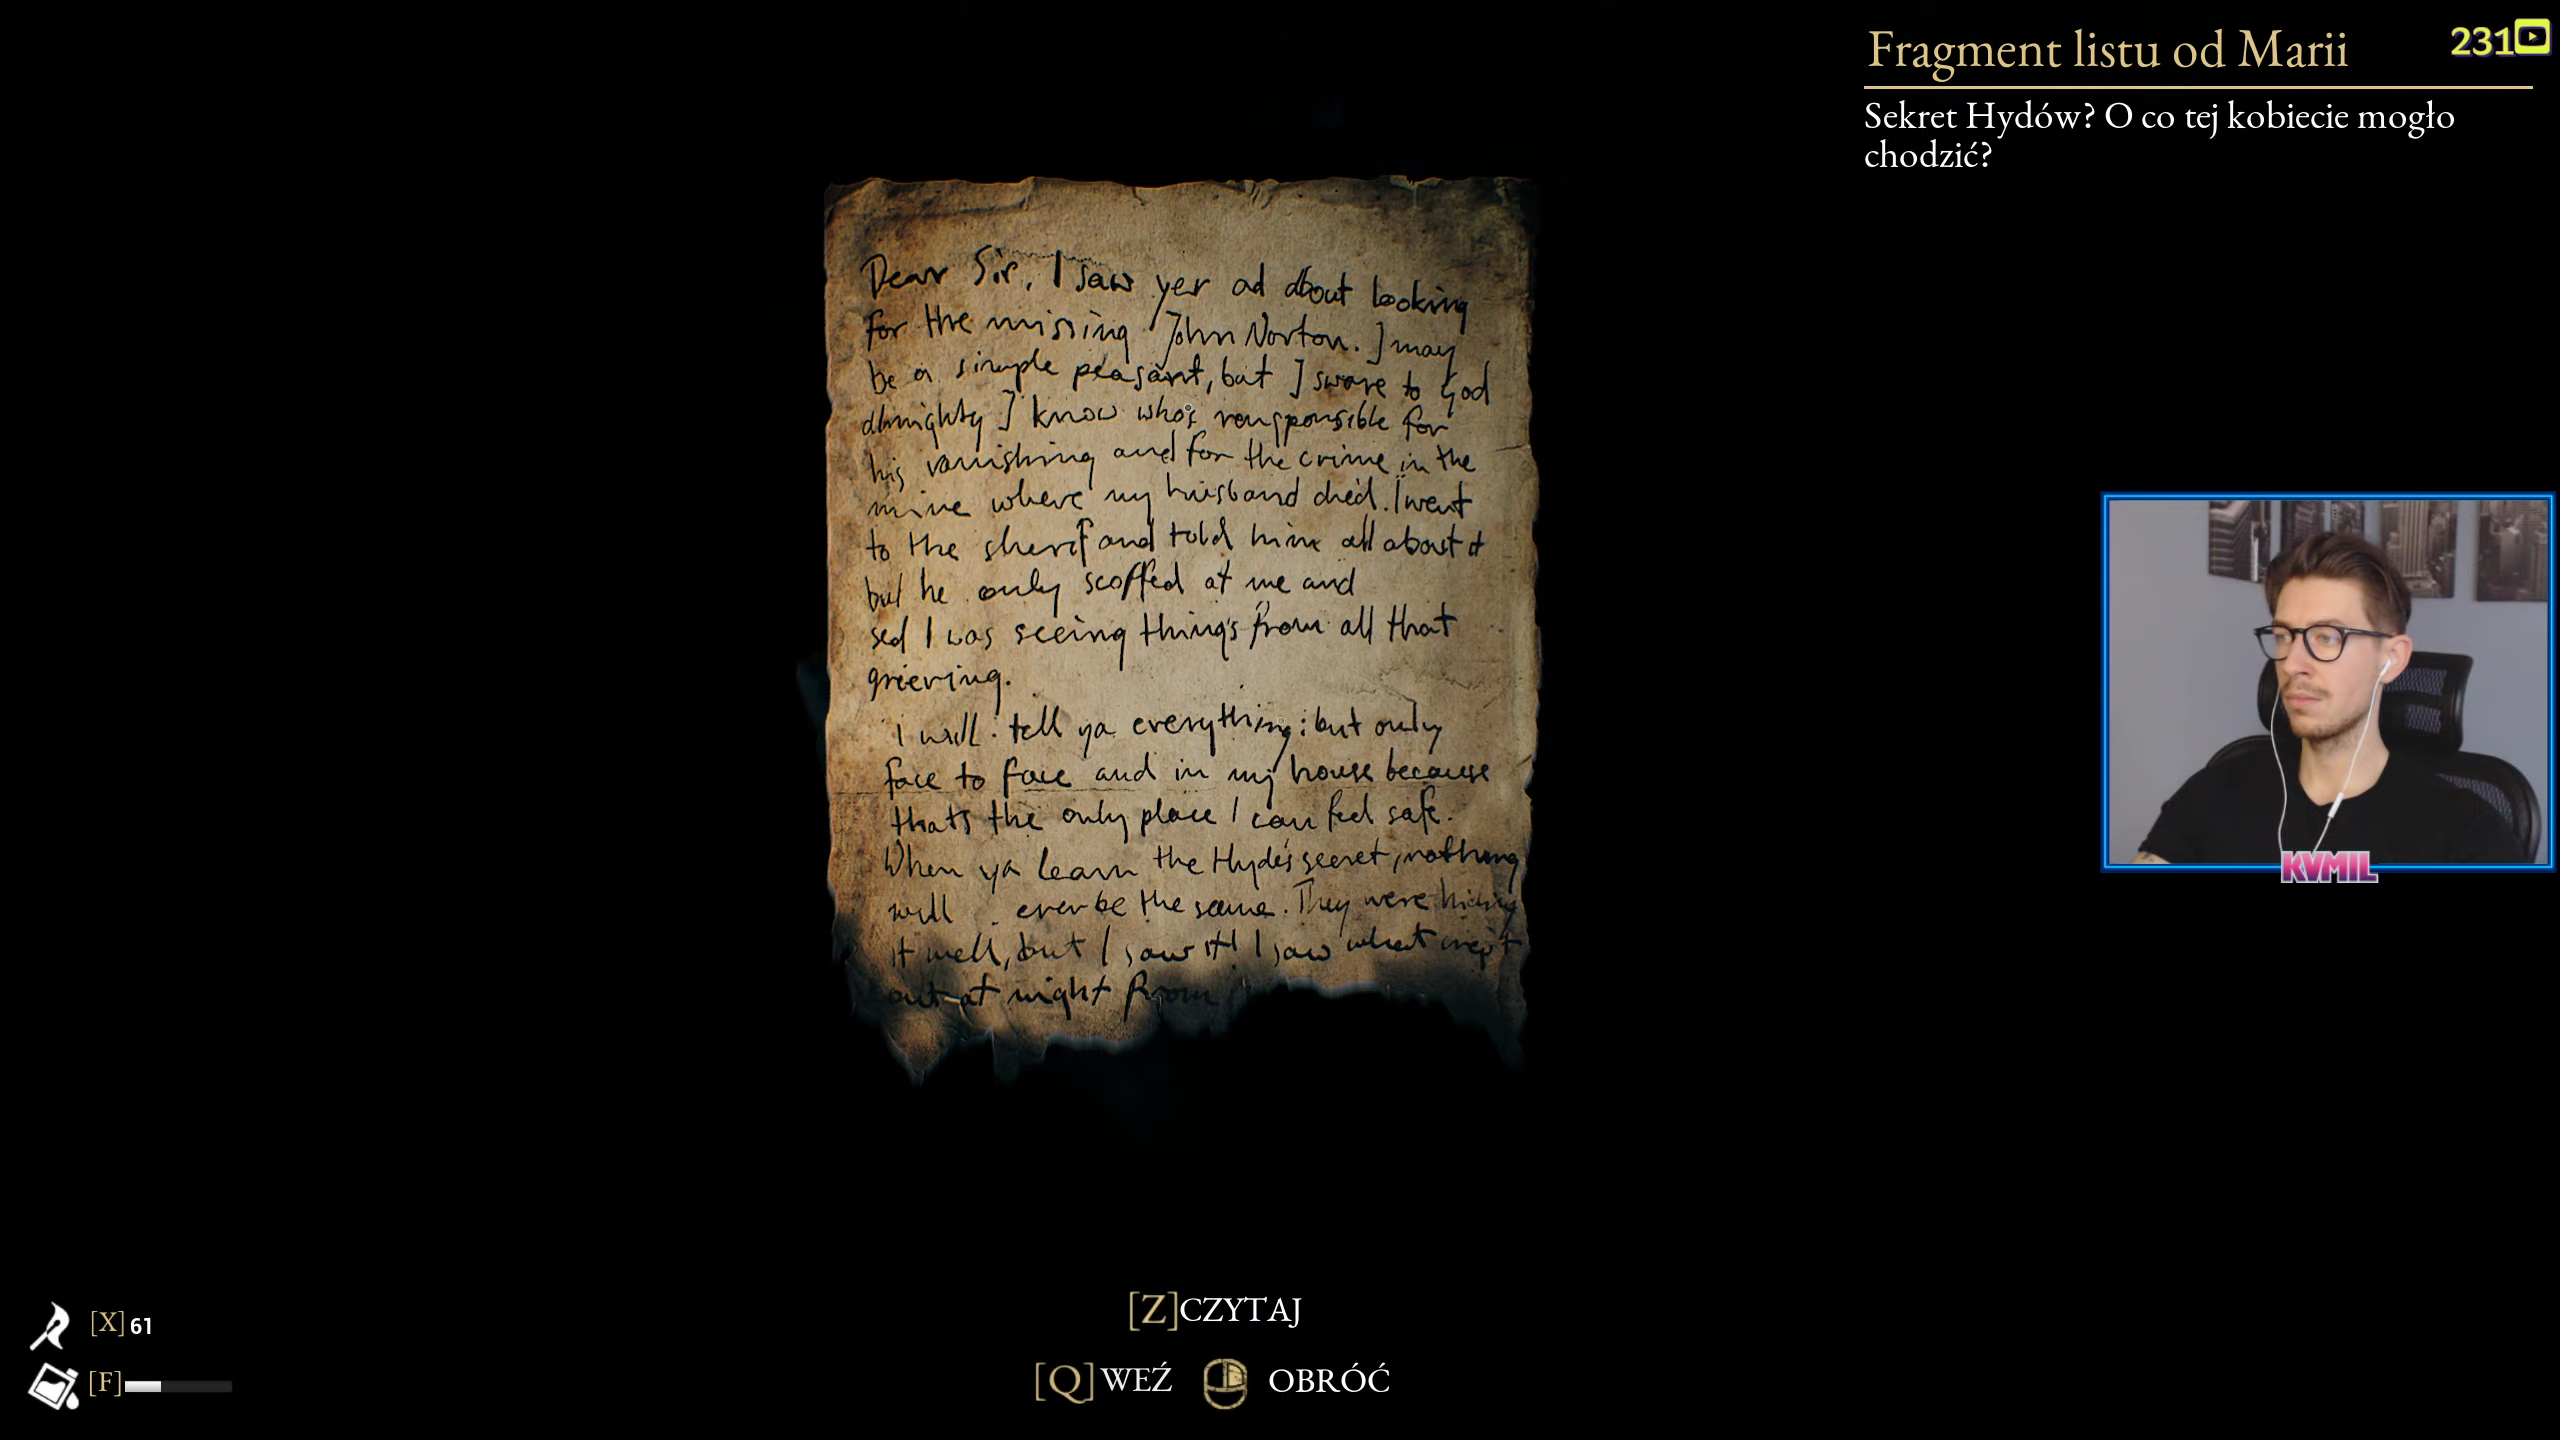 Fragment listu od Marii
231
Sekret Hydów? O co tej kobiecie mogło
chodzić?
Dear Sir, I saw yer ad about looking
for the missing John Norton. I may
be a simple peasant, but I sware to God
almighty I know who's rensponsible for
his vanishing and for the crime in the
mine where my husband died. I went
to the sherif and told him all about it
but he only scoffed at me and
sed I was seeing things from all that
grieving.
I will tell ya everything: but only
face to face and in my house because
thats the only place I can feel safe.
When ya learn the Hyde's secret, nothing
will ever be the same. They were hiding
it well, but I saw it! I saw what crept
out at night from
KVMIL
[Z] CZYTAJ
[Q] WEŹ OBRÓĆ
[X] 61
[F]